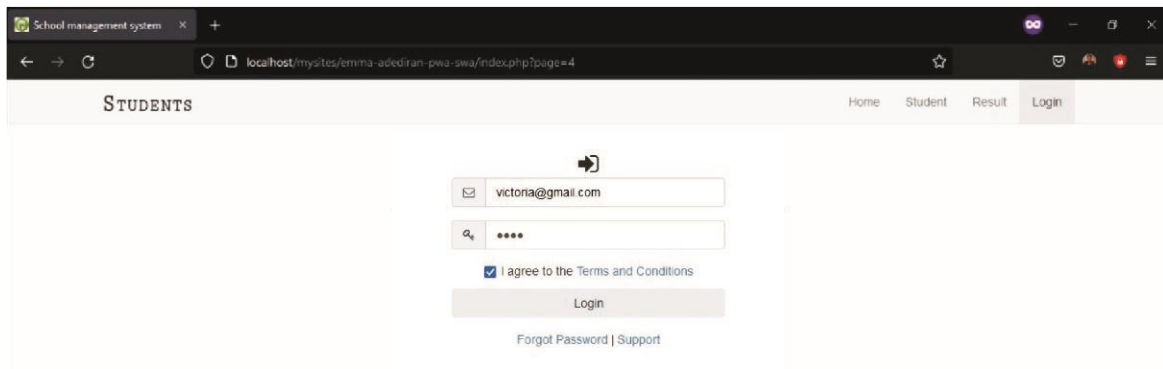 School management system
localhost/mysites/emma-adediran-pwa-swa/index.php?page=4
STUDENTS Home Student Result Login
victoria@gmail.com
••••
I agree to the Terms and Conditions
Login
Forgot Password | Support